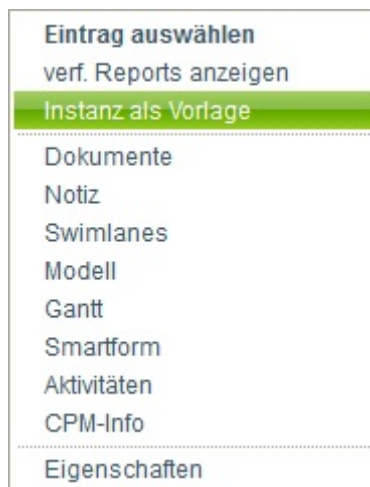 Eintrag auswählen
verf. Reports anzeigen
Instanz als Vorlage
Dokumente
Notiz
Swimlanes
Modell
Gantt
Smartform
Aktivitäten
CPM-Info
Eigenschaften